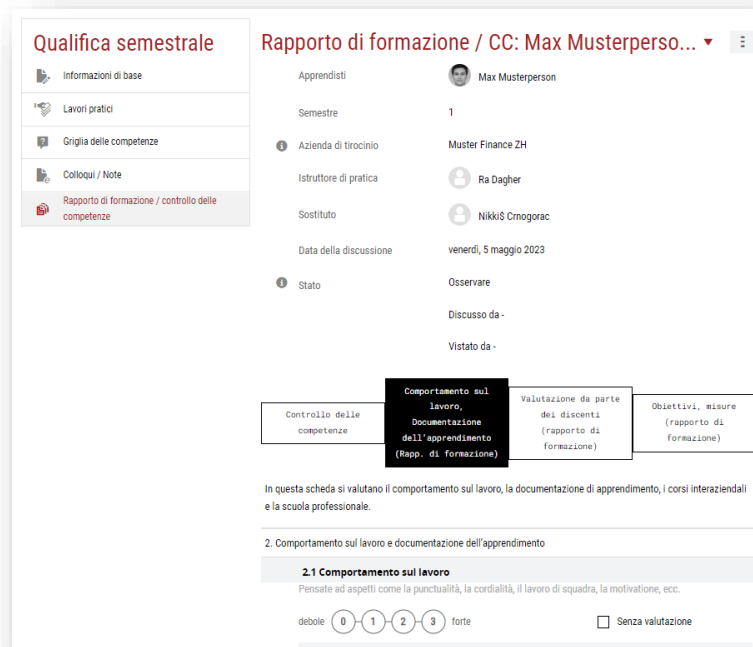 Qualifica semestrale
Informazioni di base
Lavori pratici
Griglia delle competenze
Colloqui / Note
Rapporto di formazione / controllo delle
competenze
Rapporto di formazione / CC: Max Musterperso...
Apprendisti
Max Musterperson
Semestre
1
Azienda di tirocinio
Muster Finance ZH
Istruttore di pratica
Ra Dagher
Sostituto
Nikki$ Crnogorac
Data della discussione
venerdì, 5 maggio 2023
Stato
Osservare
Discusso da -
Vistato da -
Controllo delle
competenze
Comportamento sul
lavoro,
Documentazione
dell'apprendimento
(Rapp. di formazione)
Valutazione da parte
dei discenti
(rapporto di
formazione)
Obiettivi, misure
(rapporto di
formazione)
In questa scheda si valutano il comportamento sul lavoro, la documentazione di apprendimento, i corsi interaziendali
e la scuola professionale.
2. Comportamento sul lavoro e documentazione dell'apprendimento
2.1 Comportamento sul lavoro
Pensate ad aspetti come la punctualità, la cordialità, il lavoro di squadra, la motivatione, ecc.
debole 0 1 2 3 forte
Senza valutazione